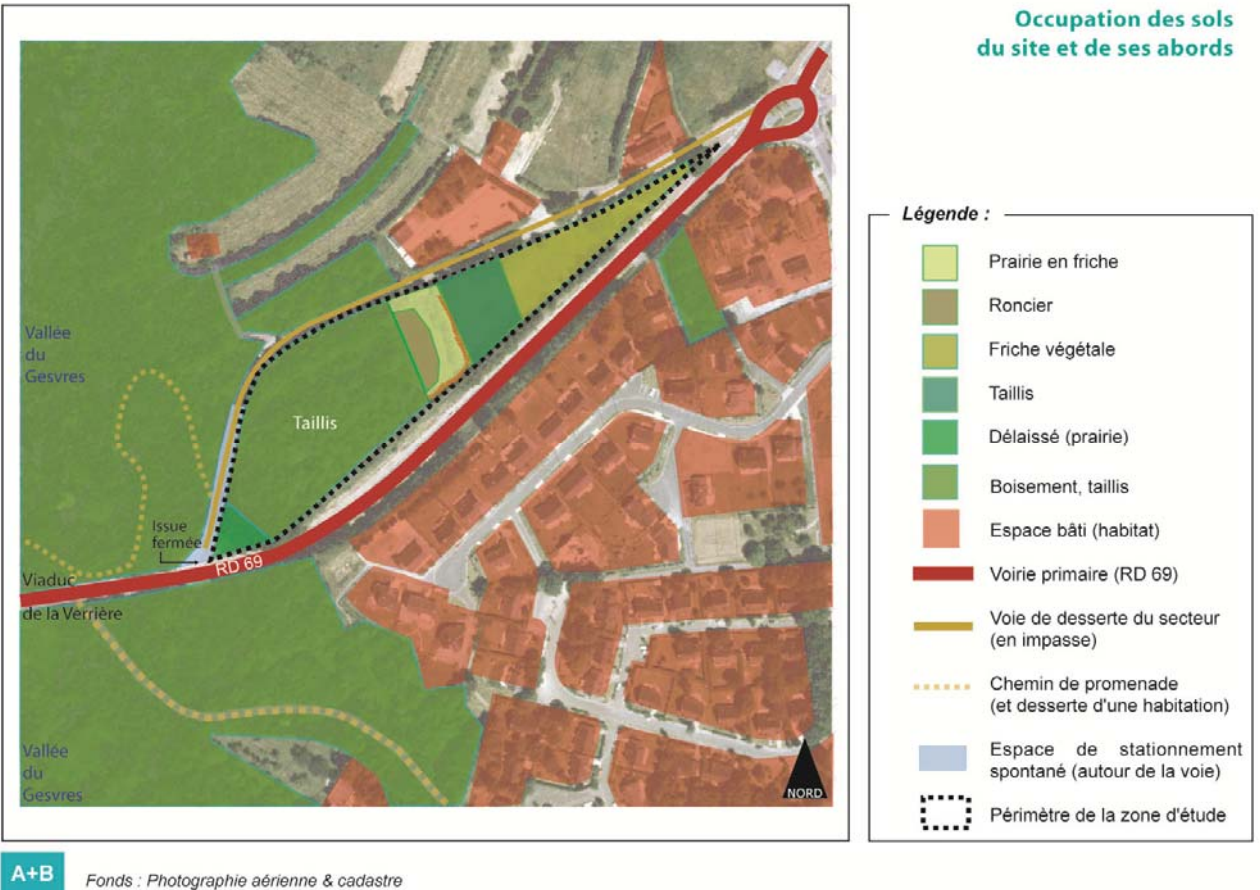 Occupation des sols
du site et de ses abords
Vallée
du
Gesvres
Taillis
Issue
fermée
RD 69
Viaduc
de la Verrière
Vallée
du
Gesvres
NORD
Légende :
Prairie en friche
Roncier
Friche végétale
Taillis
Délaissé (prairie)
Boisement, taillis
Espace bâti (habitat)
Voirie primaire (RD 69)
Voie de desserte du secteur
(en impasse)
Chemin de promenade
(et desserte d'une habitation)
Espace de stationnement
spontané (autour de la voie)
Périmètre de la zone d'étude
A+B
Fonds : Photographie aérienne & cadastre